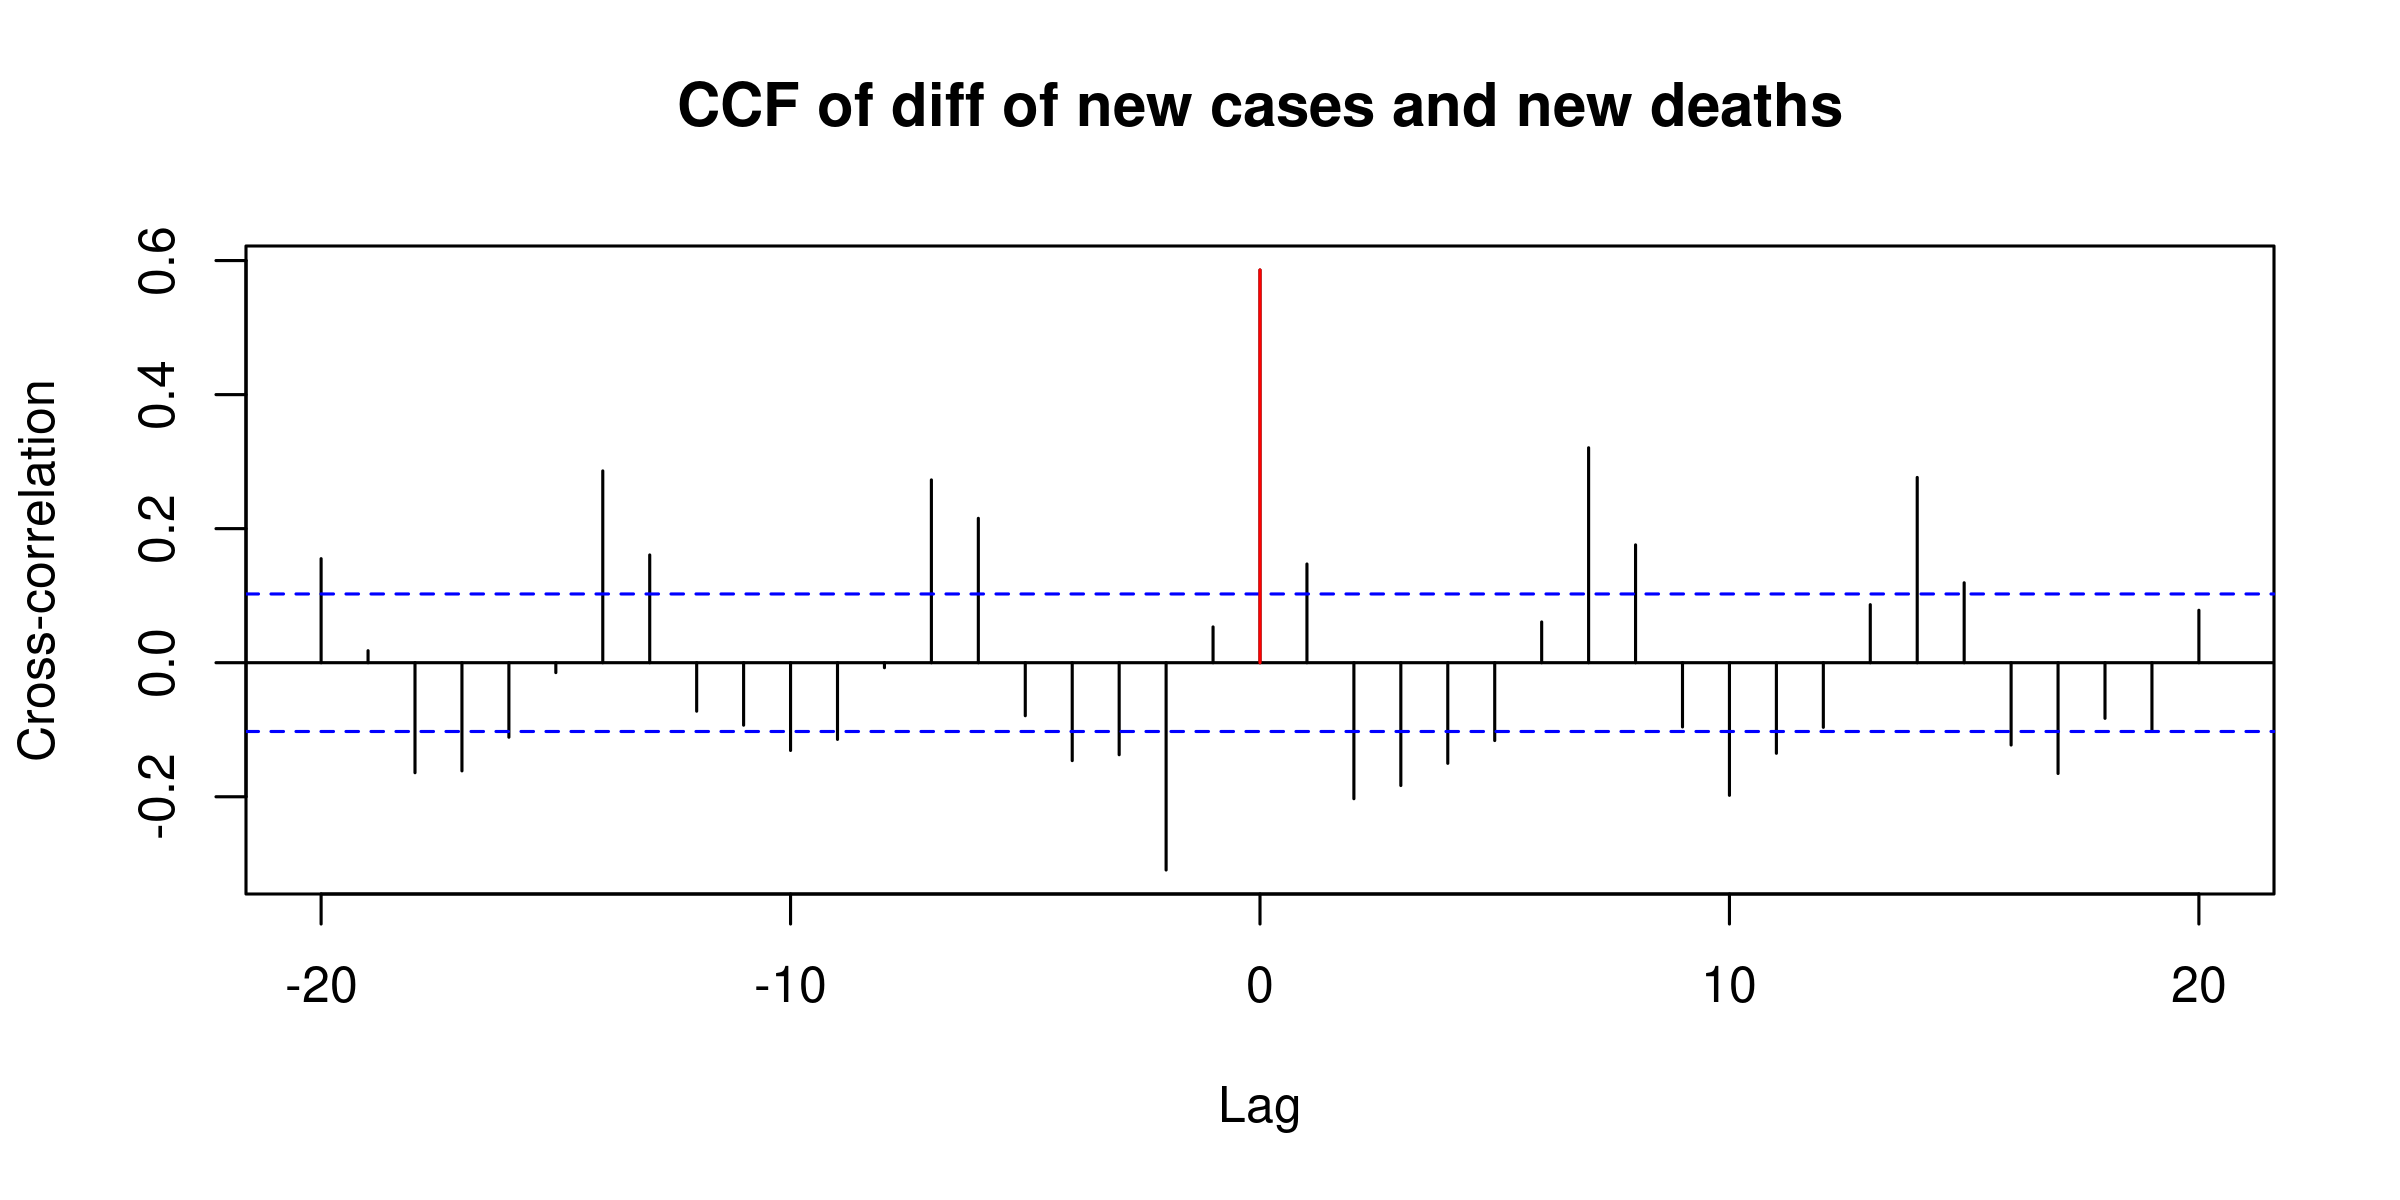 CCF of diff of new cases and new deaths
Cross-correlation
0.6
0.4
0.2
0.0
-0.2
-20 -10 0 10 20
Lag